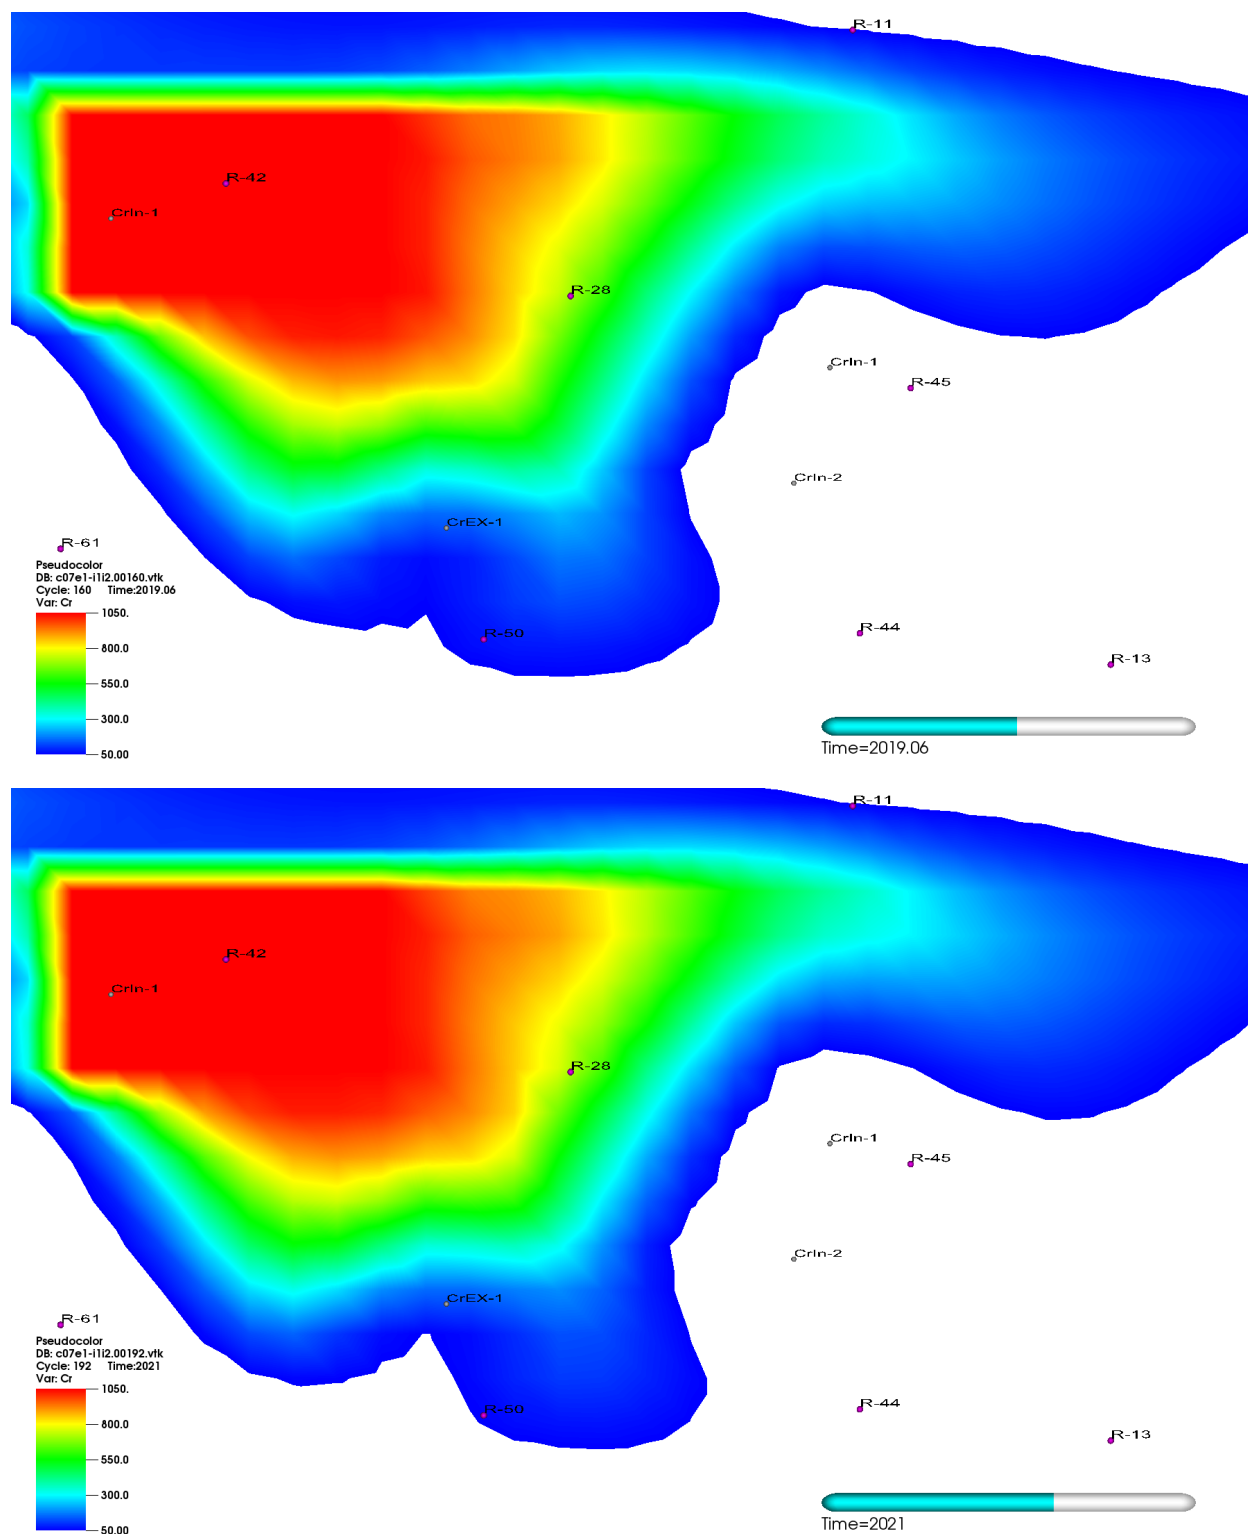 R-11
R-42
CrIn-1
R-28
CrIn-1
R-45
CrIn-2
CrEX-1
R-61
Pseudocolor
DB: c07e1-i1i2.00160.vtk
Cycle: 160 Time:2019.06
Var: Cr
1050.
800.0
550.0
300.0
50.00
R-50
R-44
R-13
Time=2019.06
R-11
R-42
CrIn-1
R-28
CrIn-1
R-45
CrIn-2
CrEX-1
R-61
Pseudocolor
DB: c07e1-i1i2.00192.vtk
Cycle: 192 Time:2021
Var: Cr
1050.
800.0
550.0
300.0
50.00
R-50
R-44
R-13
Time=2021